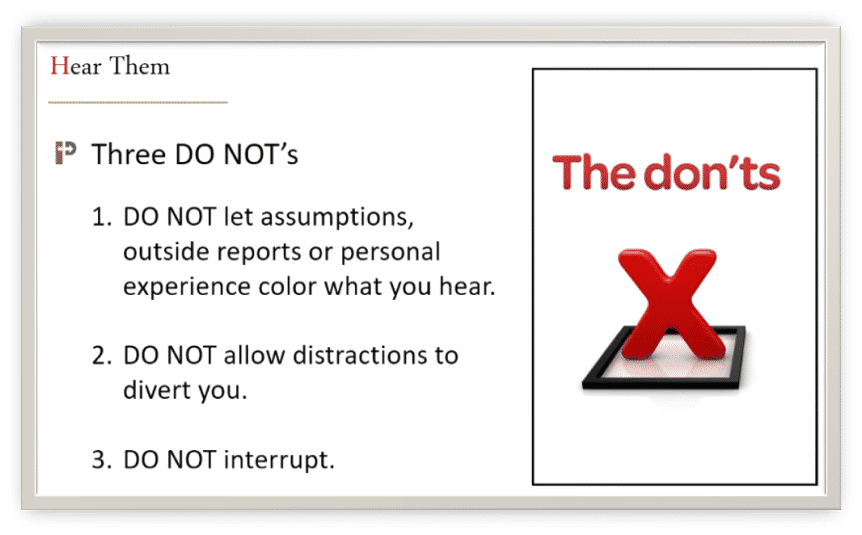 Hear Them
Three DO NOT’s
1. DO NOT let assumptions,
outside reports or personal
experience color what you hear.
2. DO NOT allow distractions to
divert you.
3. DO NOT interrupt.
The don’ts
X